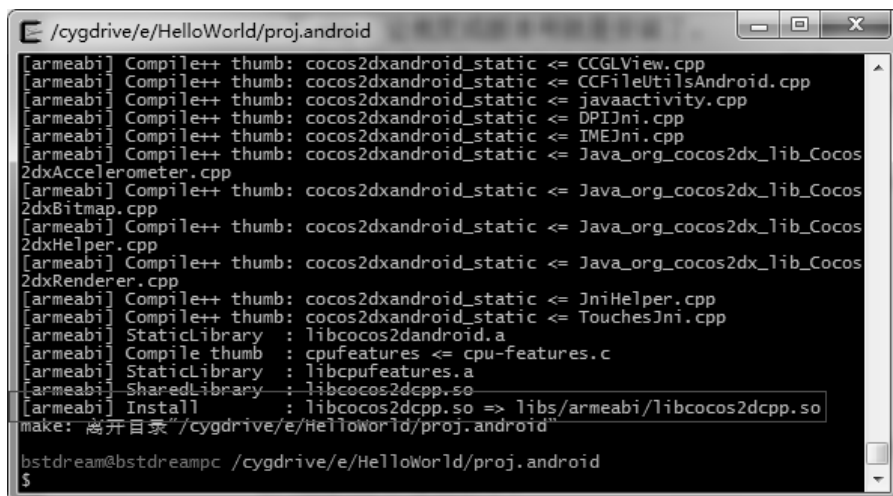 /cygdrive/e/HelloWorld/proj.android
[armeabi] Compile++ thumb: cocos2dxandroid_static <= CCGLView.cpp
[armeabi] Compile++ thumb: cocos2dxandroid_static <= CCFileUtilsAndroid.cpp
[armeabi] Compile++ thumb: cocos2dxandroid_static <= javaactivity.cpp
[armeabi] Compile++ thumb: cocos2dxandroid_static <= DPIJni.cpp
[armeabi] Compile++ thumb: cocos2dxandroid_static <= IMEJni.cpp
[armeabi] Compile++ thumb: cocos2dxandroid_static <= Java_org_cocos2dx_lib_Cocos
2dxAccelerometer.cpp
[armeabi] Compile++ thumb: cocos2dxandroid_static <= Java_org_cocos2dx_lib_Cocos
2dxBitmap.cpp
[armeabi] Compile++ thumb: cocos2dxandroid_static <= Java_org_cocos2dx_lib_Cocos
2dxHelper.cpp
[armeabi] Compile++ thumb: cocos2dxandroid_static <= Java_org_cocos2dx_lib_Cocos
2dxRenderer.cpp
[armeabi] Compile++ thumb: cocos2dxandroid_static <= JniHelper.cpp
[armeabi] Compile++ thumb: cocos2dxandroid_static <= TouchesJni.cpp
[armeabi] StaticLibrary  : libcocos2dandroid.a
[armeabi] Compile thumb  : cpufeatures <= cpu-features.c
[armeabi] StaticLibrary  : libcpufeatures.a
[armeabi] SharedLibrary  : libcocos2dcpp.so
[armeabi] Install        : libcocos2dcpp.so => libs/armeabi/libcocos2dcpp.so
make: 离开目录“/cygdrive/e/HelloWorld/proj.android”
bstdream@bstdreampc /cygdrive/e/HelloWorld/proj.android
$